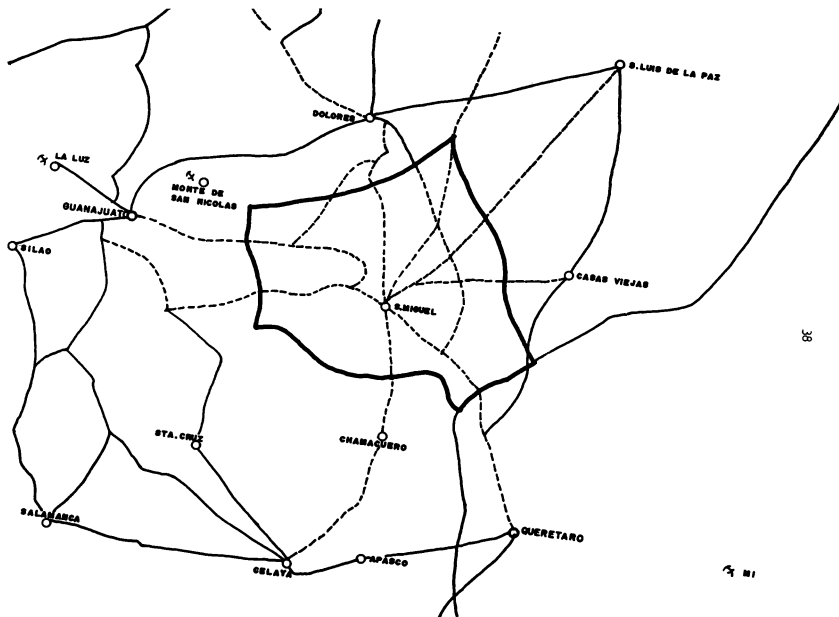 S. LUIS DE LA PAZ
DOLORES
LA LUZ
MONTE DE
SAN NICOLAS
GUANAJUATO
SILAO
CASAS VIEJAS
S. MIGUEL
38
STA. CRUZ
CHAMACUERO
SALAMANCA
QUERETARO
APASCO
CELAYA
MI